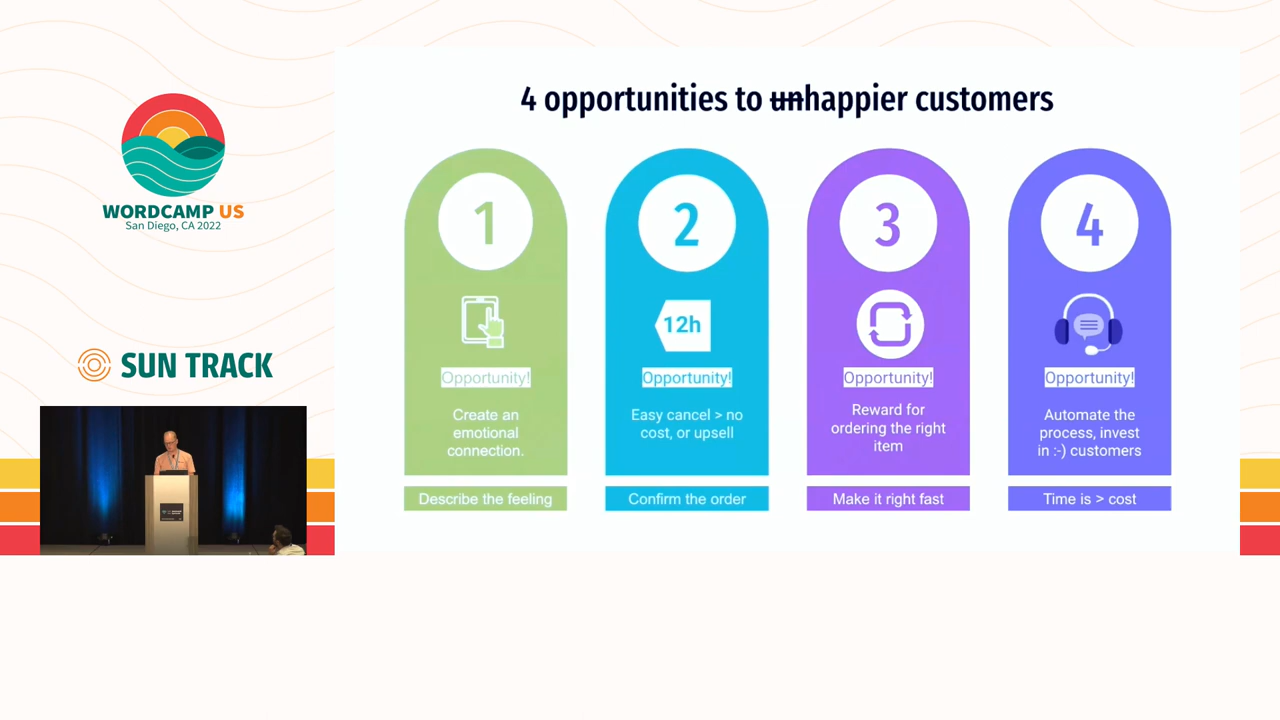 4 opportunities to unhappier customers
WORDCAMP US
San Diego, CA 2022
SUN TRACK
1
Opportunity!
Create an
emotional
connection.
Describe the feeling
2
12h
Opportunity!
Easy cancel > no
cost, or upsell
Confirm the order
3
Opportunity!
Reward for
ordering the right
item
Make it right fast
4
Opportunity!
Automate the
process, invest
in :-) customers
Time is > cost